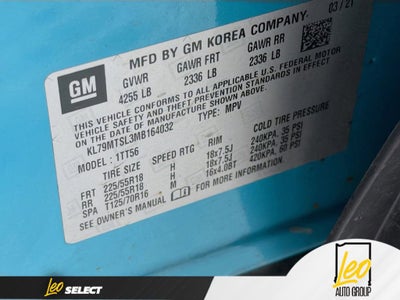 03 / 21
GM
MFD BY GM KOREA COMPANY
GVWR GAWR FRT GAWR RR
4255 LB 2336 LB 2336 LB
THIS VEHICLE CONFORMS TO ALL APPLICABLE U.S. FEDERAL MOTOR
VEHICLE SAFETY AND THEFT PREVENTION STANDARDS IN EFFECT
ON THE DATE OF MANUFACTURE SHOWN ABOVE.
KL79MTSL3MB164032 TYPE: MPV
MODEL: 1TT56
TIRE SIZE SPEED RTG RIM COLD TIRE PRESSURE
FRT 225/55R18 H 18x7.5J 240KPA. 35 PSI
RR 225/55R18 H 18x7.5J 240KPA. 35 PSI
SPA T125/70R16 M 16x4.0BT 420KPA. 60 PSI
SEE OWNER'S MANUAL FOR MORE INFORMATION.
Leo SELECT
Leo
AUTO GROUP